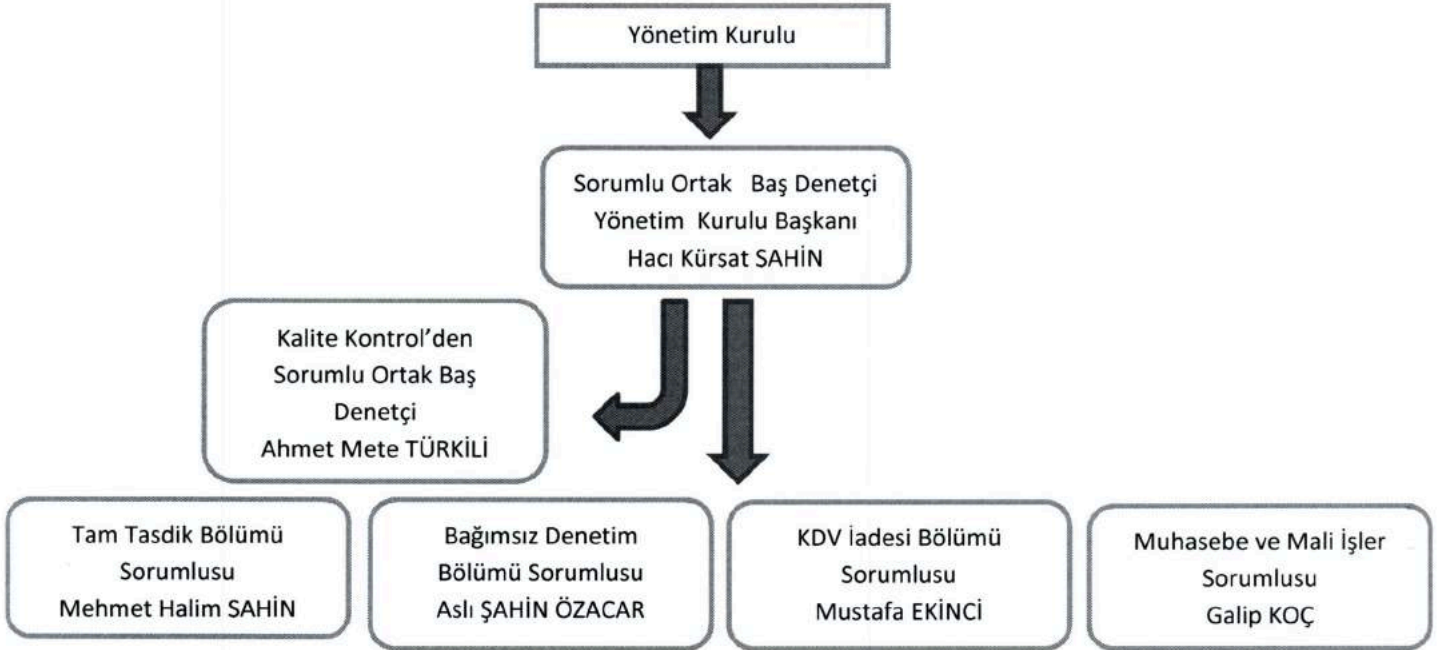 Yönetim Kurulu
Sorumlu Ortak Baş Denetçi
Yönetim Kurulu Başkanı
Hacı Kürsat SAHİN
Kalite Kontrol’den
Sorumlu Ortak Baş
Denetçi
Ahmet Mete TÜRKİLİ
Tam Tasdik Bölümü
Sorumlusu
Mehmet Halim SAHİN
Bağımsız Denetim
Bölümü Sorumlusu
Aslı ŞAHİN ÖZACAR
KDV İadesi Bölümü
Sorumlusu
Mustafa EKİNCİ
Muhasebe ve Mali İşler
Sorumlusu
Galip KOÇ